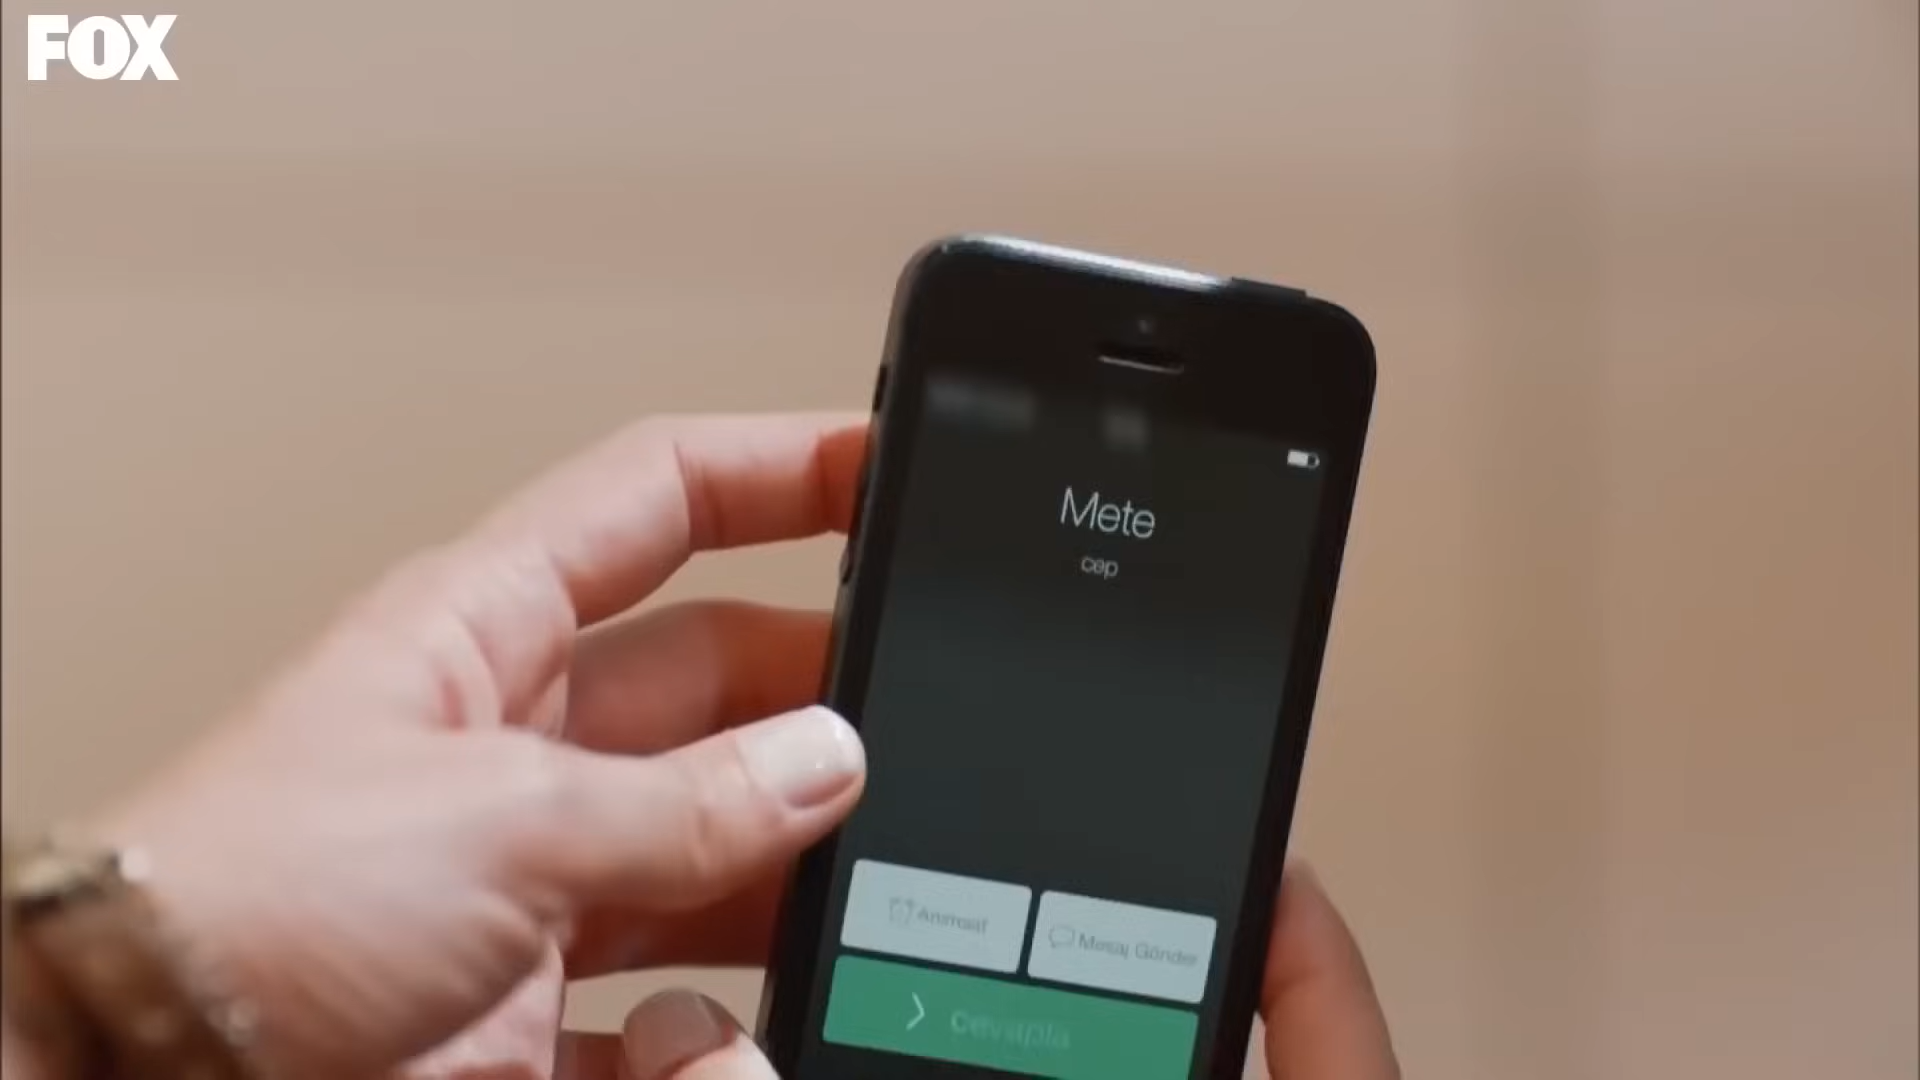 FOX
Mete
cep
Anımsat
Mesaj Gönder
Cevapla